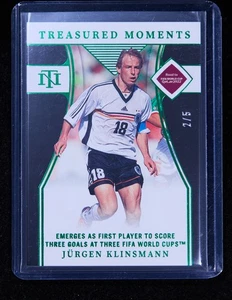 TREASURED MOMENTS
NT
18
18
2/5
EMERGES AS FIRST PLAYER TO SCORE
THREE GOALS AT THREE FIFA WORLD CUPS™
JÜRGEN KLINSMANN